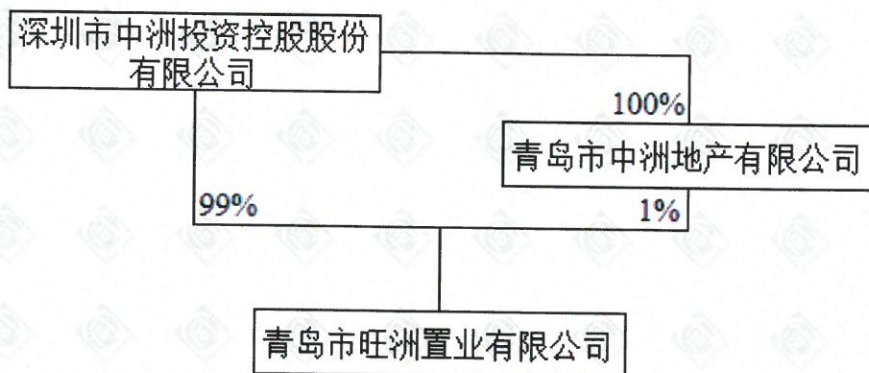 深圳市中洲投资控股股份
有限公司
100%
青岛市中洲地产有限公司
99%
1%
青岛市旺洲置业有限公司